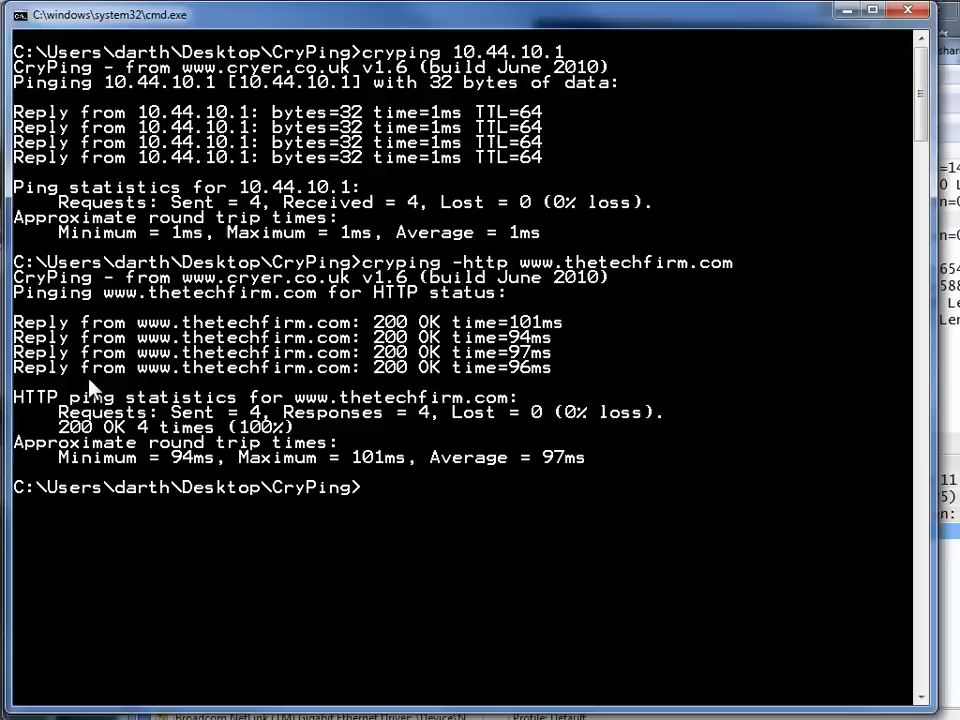 C:\windows\system32\cmd.exe
C:\Users\darth\Desktop\CryPing>cryping 10.44.10.1
CryPing - from www.cryer.co.uk v1.6 (build June 2010)
Pinging 10.44.10.1 [10.44.10.1] with 32 bytes of data:
Reply from 10.44.10.1: bytes=32 time=1ms TTL=64
Reply from 10.44.10.1: bytes=32 time=1ms TTL=64
Reply from 10.44.10.1: bytes=32 time=1ms TTL=64
Reply from 10.44.10.1: bytes=32 time=1ms TTL=64
Ping statistics for 10.44.10.1:
Requests: Sent = 4, Received = 4, Lost = 0 (0% loss).
Approximate round trip times:
Minimum = 1ms, Maximum = 1ms, Average = 1ms
C:\Users\darth\Desktop\CryPing>cryping -http www.thetechfirm.com
CryPing - from www.cryer.co.uk v1.6 (build June 2010)
Pinging www.thetechfirm.com for HTTP status:
Reply from www.thetechfirm.com: 200 OK time=101ms
Reply from www.thetechfirm.com: 200 OK time=94ms
Reply from www.thetechfirm.com: 200 OK time=97ms
Reply from www.thetechfirm.com: 200 OK time=96ms
HTTP ping statistics for www.thetechfirm.com:
Requests: Sent = 4, Responses = 4, Lost = 0 (0% loss).
200 OK 4 times (100%)
Approximate round trip times:
Minimum = 94ms, Maximum = 101ms, Average = 97ms
C:\Users\darth\Desktop\CryPing>